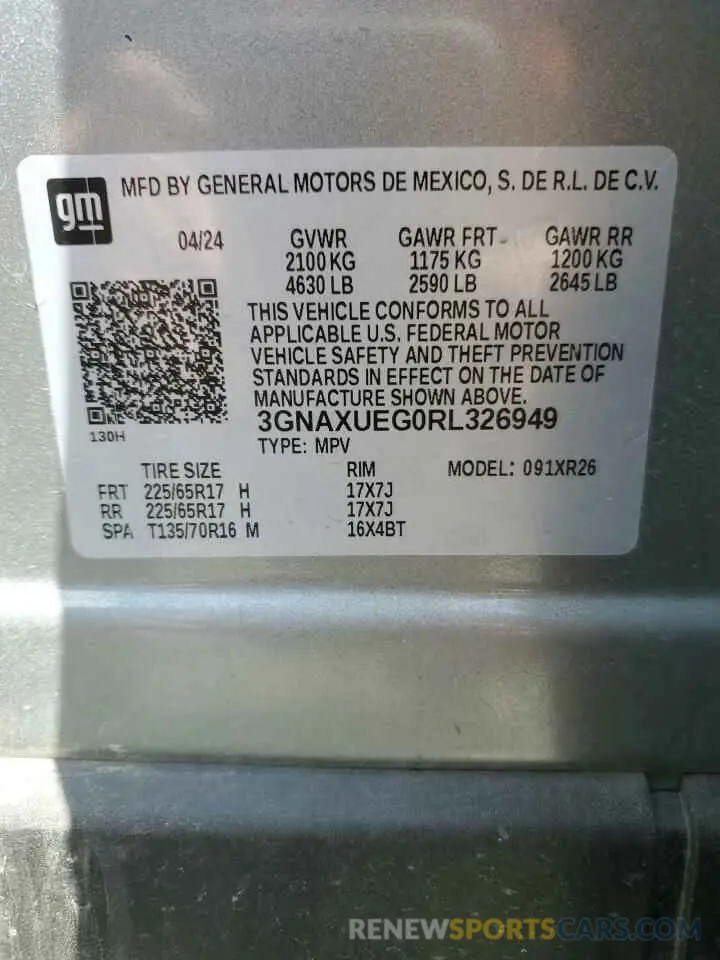 gm
MFD BY GENERAL MOTORS DE MEXICO, S. DE R.L. DE C.V.
04/24 GVWR GAWR FRT GAWR RR
2100 KG 1175 KG 1200 KG
4630 LB 2590 LB 2645 LB
THIS VEHICLE CONFORMS TO ALL
APPLICABLE U.S. FEDERAL MOTOR
VEHICLE SAFETY AND THEFT PREVENTION
STANDARDS IN EFFECT ON THE DATE OF
MANUFACTURE SHOWN ABOVE.
3GNAXUEG0RL326949
130H
TYPE: MPV
TIRE SIZE RIM MODEL: 091XR26
FRT 225/65R17 H 17X7J
RR 225/65R17 H 17X7J
SPA T135/70R16 M 16X4BT
RENEWSPORTSCARS.COM